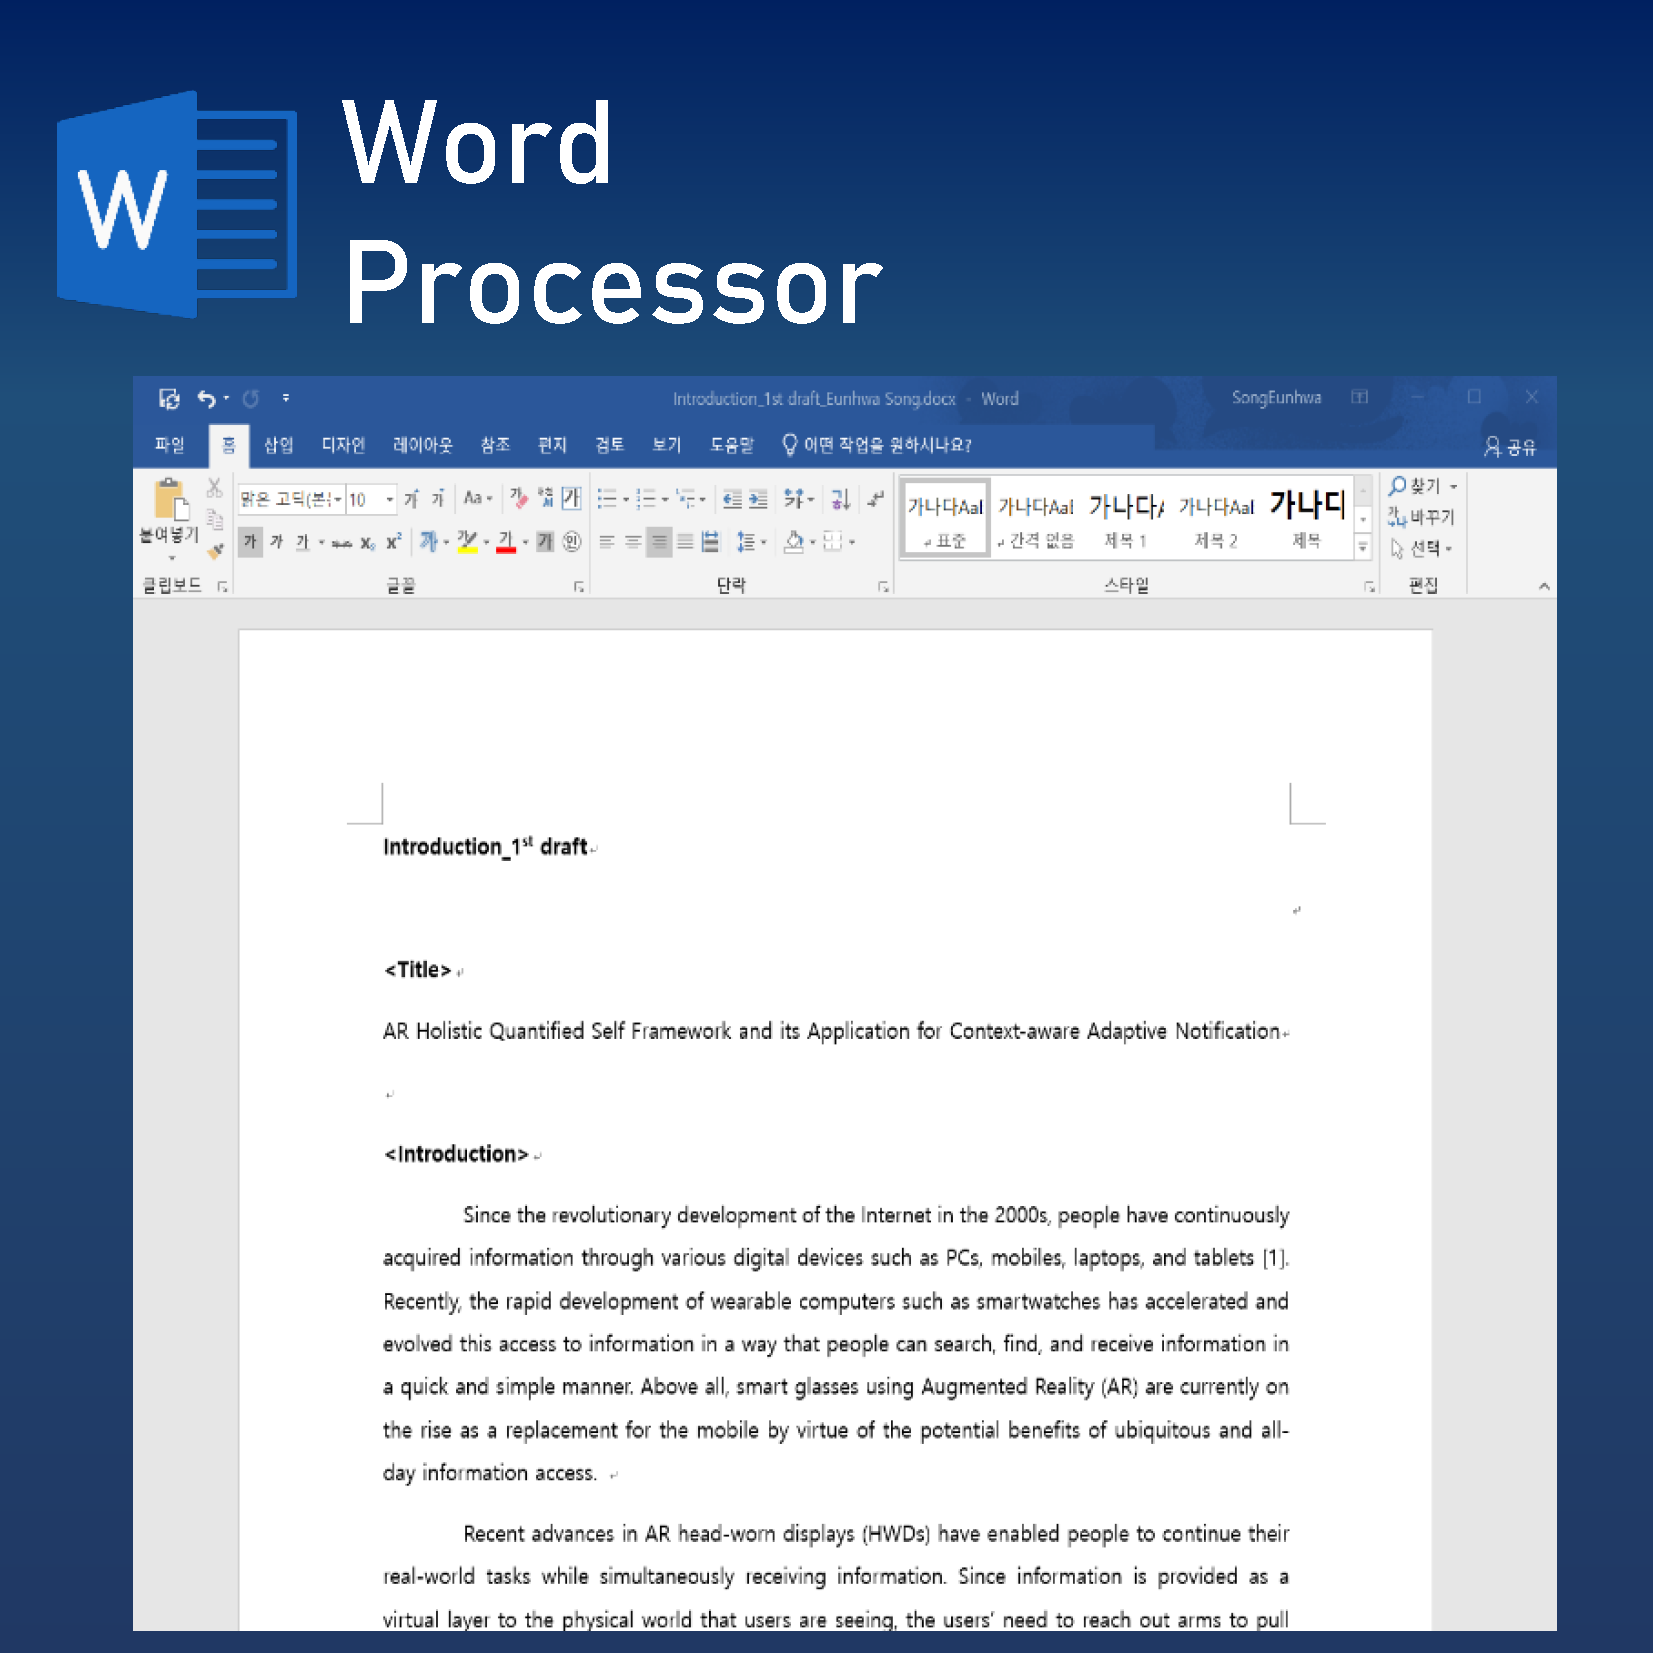 W
Word
Processor
Introduction_1st draft_Eunhwa Song.docx - Word
SongEunhwa
파일 홈 삽입 디자인 레이아웃 참조 편지 검토 보기 도움말 어떤 작업을 원하시나요? 공유
붙여넣기
클립보드
맑은 고딕(본 10 가 가 Aa 가 가
가 가 가 X₂ X² 가 가 가 가
글꼴
단락
가나다AaI 가나다AaI 가나다 가나다AaI 가나다
표준 간격 없음 제목 1 제목 2 제목
스타일
찾기
바꾸기
선택
편집
Introduction_1st draft
<Title>
AR Holistic Quantified Self Framework and its Application for Context-aware Adaptive Notification
<Introduction>
Since the revolutionary development of the Internet in the 2000s, people have continuously
acquired information through various digital devices such as PCs, mobiles, laptops, and tablets [1].
Recently, the rapid development of wearable computers such as smartwatches has accelerated and
evolved this access to information in a way that people can search, find, and receive information in
a quick and simple manner. Above all, smart glasses using Augmented Reality (AR) are currently on
the rise as a replacement for the mobile by virtue of the potential benefits of ubiquitous and all-
day information access.
Recent advances in AR head-worn displays (HWDs) have enabled people to continue their
real-world tasks while simultaneously receiving information. Since information is provided as a
virtual layer to the physical world that users are seeing, the users' need to reach out arms to pull